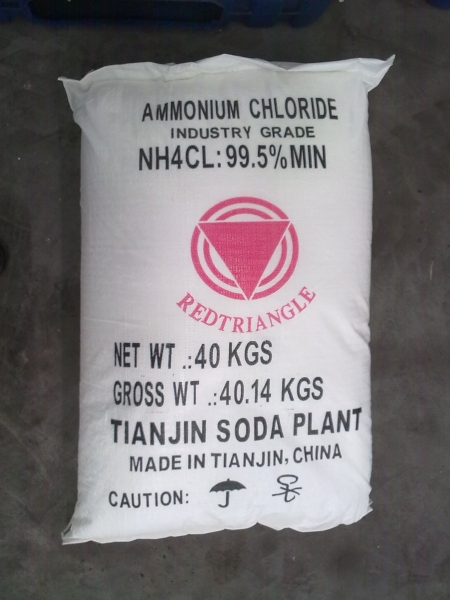 AMMONIUM CHLORIDE
INDUSTRY GRADE
NH4CL: 99.5%MIN
REDTRIANGLE
NET WT .:40 KGS
GROSS WT .:40.14 KGS
TIANJIN SODA PLANT
MADE IN TIANJIN, CHINA
CAUTION: